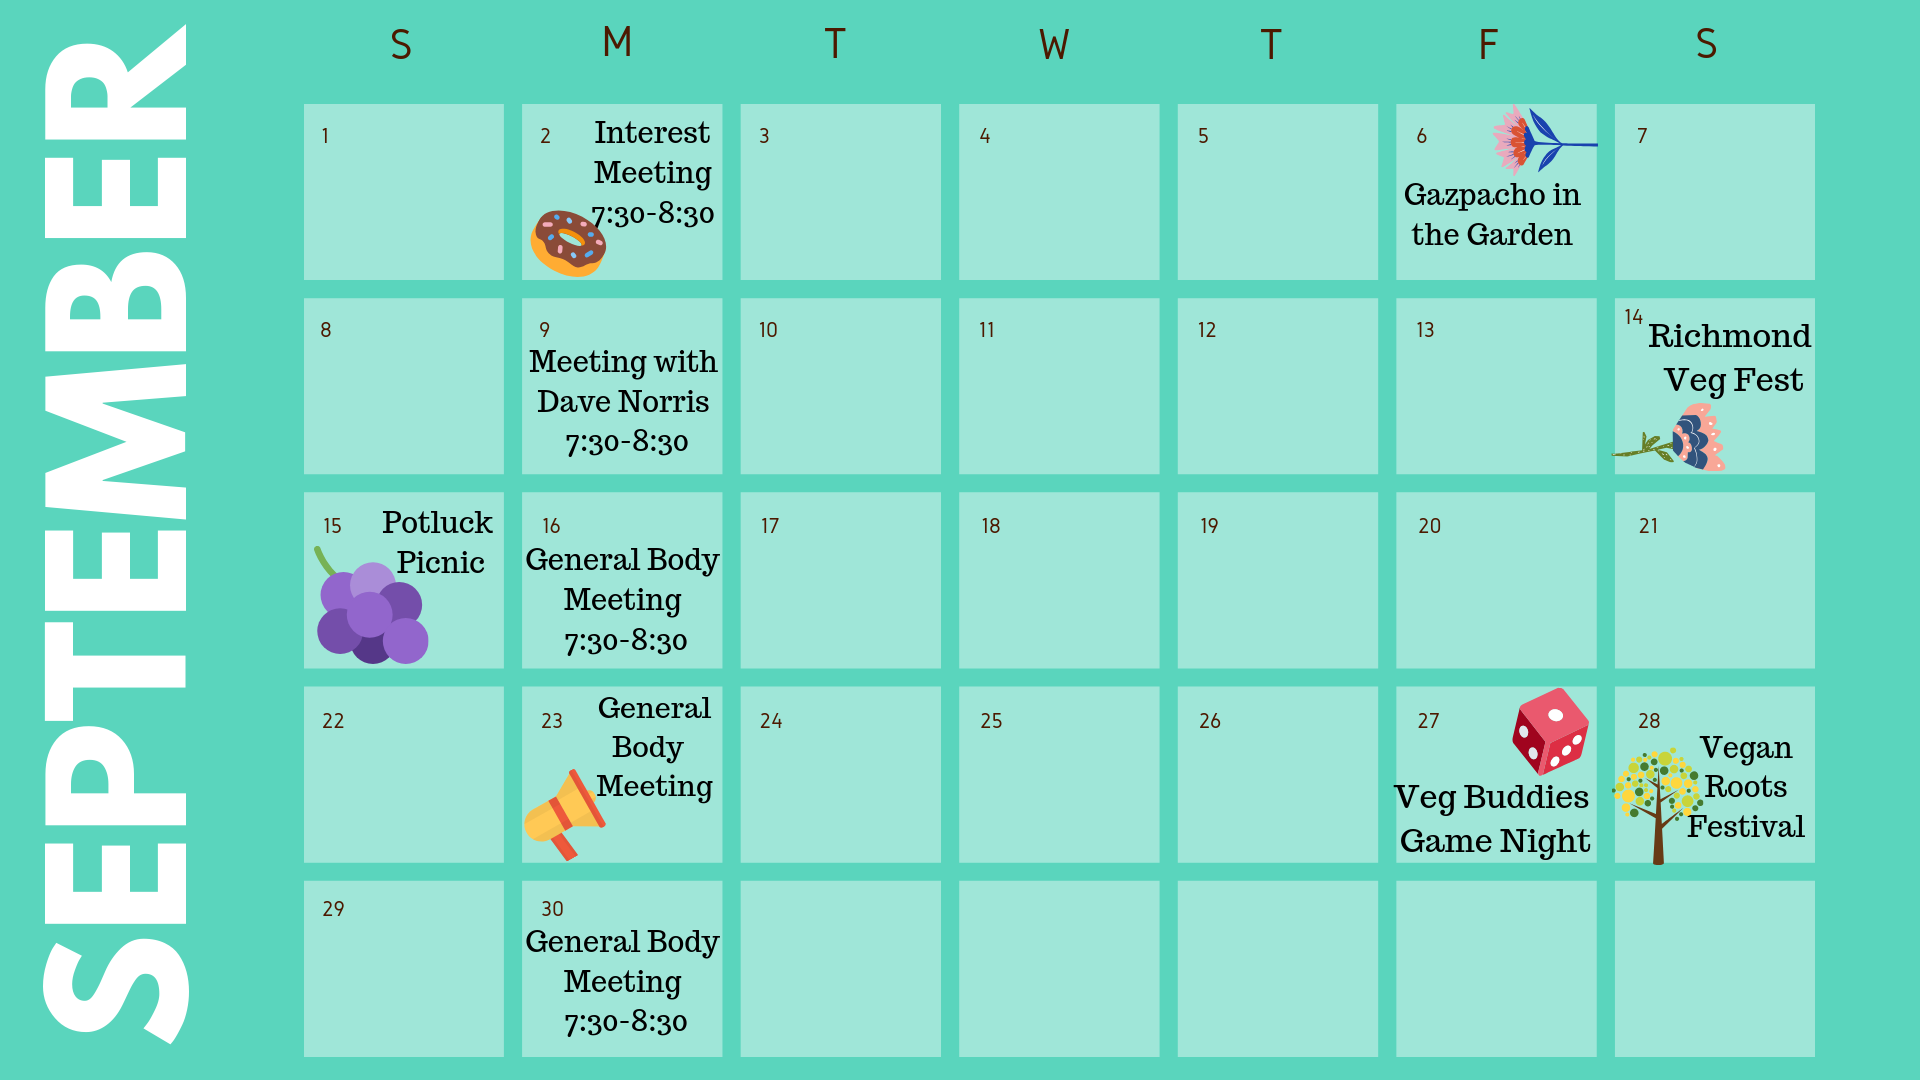 SEPTEMBER
S M T W T F S
1
2
Interest
Meeting
7:30-8:30
3
4
5
6
Gazpacho in
the Garden
7
8
9
Meeting with
Dave Norris
7:30-8:30
10
11
12
13
14
Richmond
Veg Fest
15
Potluck
Picnic
16
General Body
Meeting
7:30-8:30
17
18
19
20
21
22
23
General
Body
Meeting
24
25
26
27
Veg Buddies
Game Night
28
Vegan
Roots
Festival
29
30
General Body
Meeting
7:30-8:30